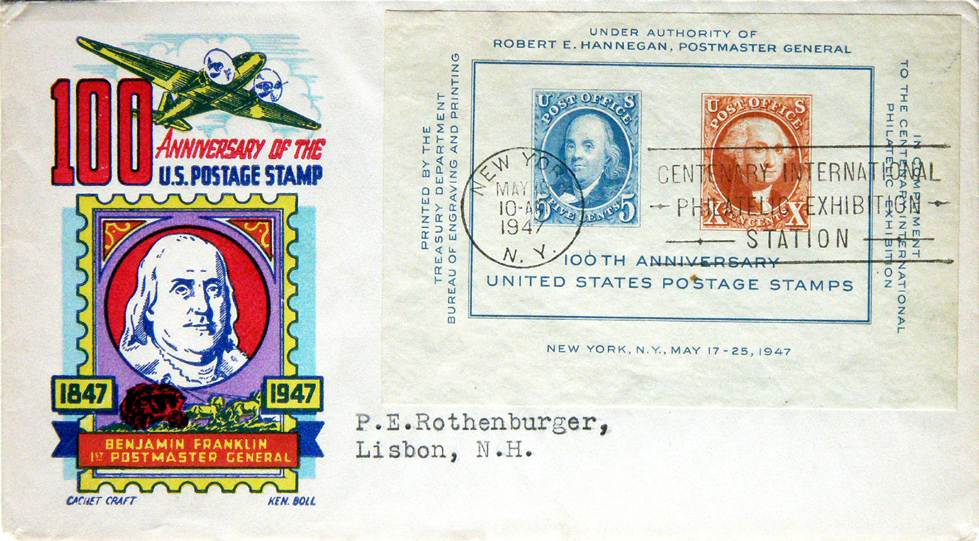 100
ANNIVERSARY OF THE
U.S. POSTAGE STAMP
1847
1947
BENJAMIN FRANKLIN
1ST POSTMASTER GENERAL
CACHET CRAFT
KEN. BOLL
UNDER AUTHORITY OF
ROBERT E. HANNEGAN, POSTMASTER GENERAL
PRINTED BY THE
TREASURY DEPARTMENT
BUREAU OF ENGRAVING AND PRINTING
U S
POST OFFICE
5 FIVE CENTS 5
U S
POST OFFICE
X CENTS X
IN COMPLIMENT
TO THE CENTENARY INTERNATIONAL
PHILATELIC EXHIBITION
NEW YORK
MAY
10-AM
1947
N. Y.
CENTENARY INTERNATIONAL
PHILATELIC EXHIBITION
STATION
100TH ANNIVERSARY
UNITED STATES POSTAGE STAMPS
NEW YORK, N.Y., MAY 17-25, 1947
P.E.Rothenburger,
Lisbon, N.H.